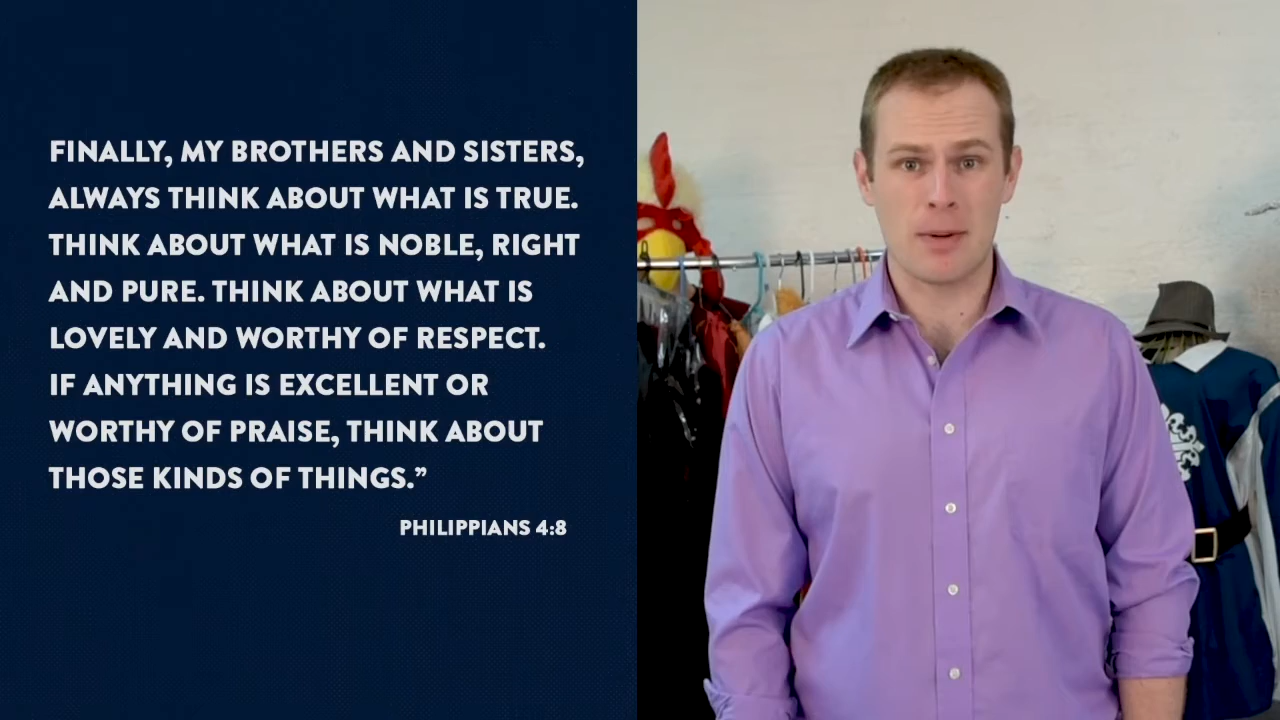 FINALLY, MY BROTHERS AND SISTERS,
ALWAYS THINK ABOUT WHAT IS TRUE.
THINK ABOUT WHAT IS NOBLE, RIGHT
AND PURE. THINK ABOUT WHAT IS
LOVELY AND WORTHY OF RESPECT.
IF ANYTHING IS EXCELLENT OR
WORTHY OF PRAISE, THINK ABOUT
THOSE KINDS OF THINGS.”
PHILIPPIANS 4:8